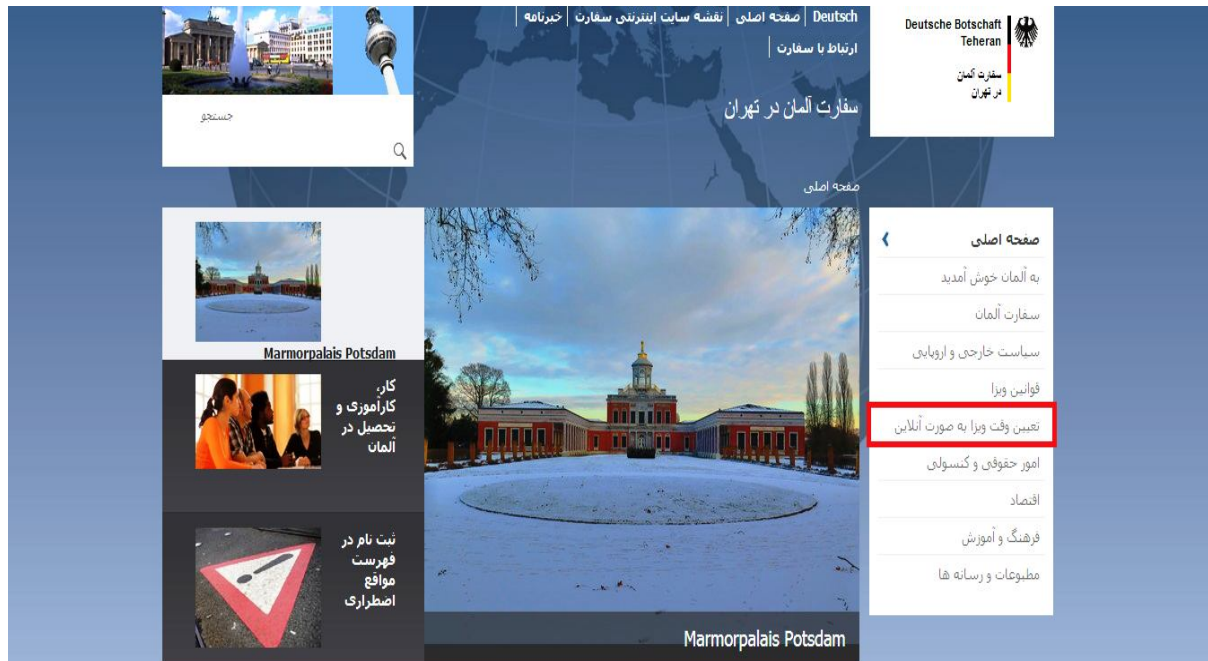 Deutsche Botschaft
Teheran
سفارت آلمان
در تهران
Deutsch | صفحه اصلی | نقشه سایت اینترنتی سفارت | خبرنامه |
ارتباط با سفارت |
سفارت آلمان در تهران
جستجو
صفحه اصلی
صفحه اصلی
به آلمان خوش آمدید
سفارت آلمان
سیاست خارجی و اروپایی
قوانین ویزا
تعیین وقت ویزا به صورت آنلاین
امور حقوقی و کنسولی
اقتصاد
فرهنگ و آموزش
مطبوعات و رسانه ها
Marmorpalais Potsdam
Marmorpalais Potsdam
کار،
کارآموزی و
تحصیل در
آلمان
ثبت نام در
فهرست
مواقع
اضطراری